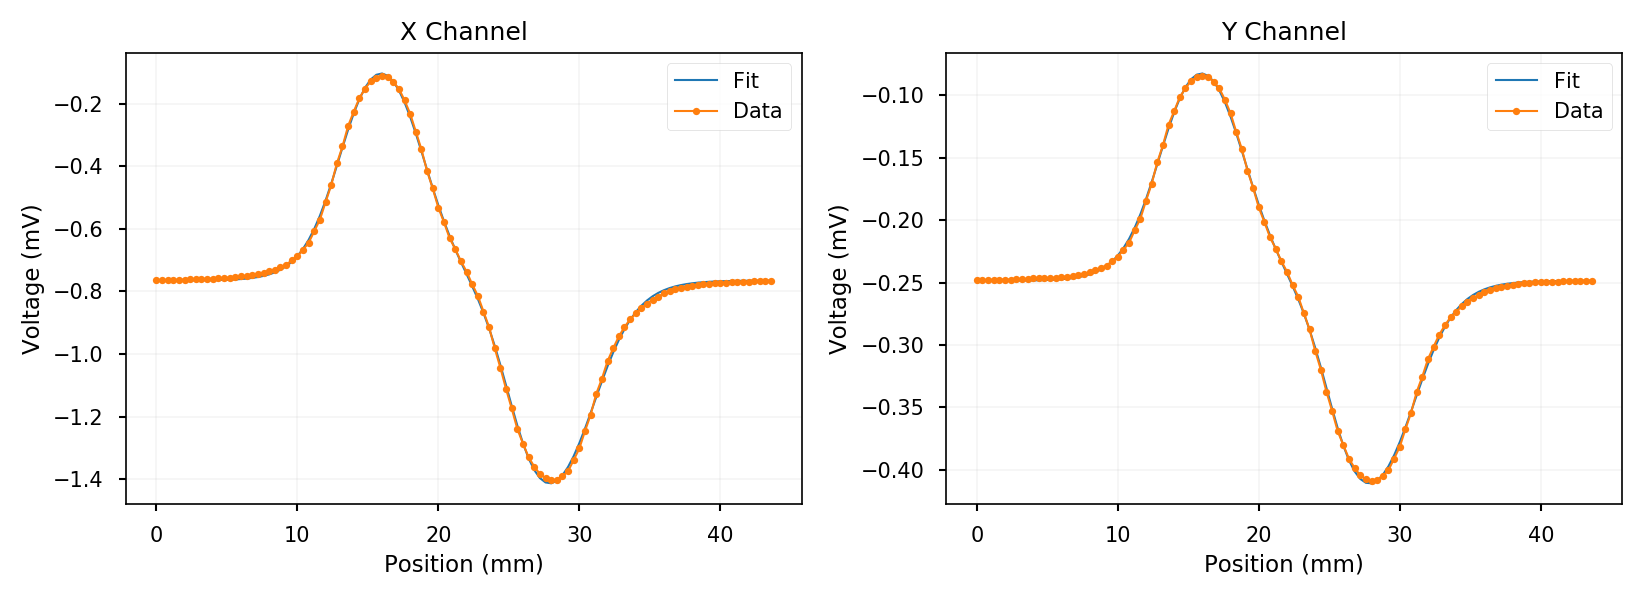 X Channel
Fit
Data
−0.2
−0.4
−0.6
−0.8
−1.0
−1.2
−1.4
Voltage (mV)
0 10 20 30 40
Position (mm)
Y Channel
Fit
Data
−0.10
−0.15
−0.20
−0.25
−0.30
−0.35
−0.40
Voltage (mV)
0 10 20 30 40
Position (mm)